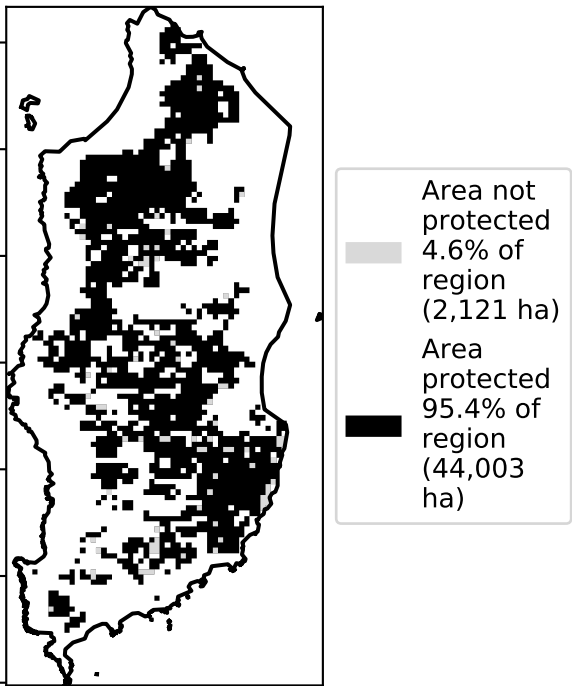 Area not
protected
4.6% of
region
(2,121 ha)
Area
protected
95.4% of
region
(44,003
ha)